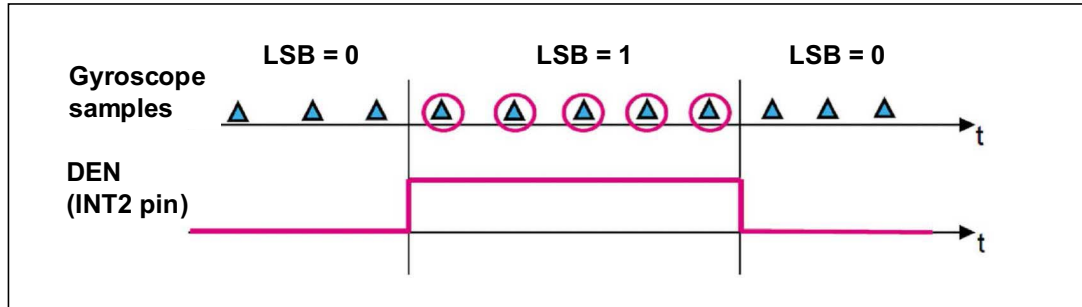 LSB = 0 LSB = 1 LSB = 0
Gyroscope
samples
t
DEN
(INT2 pin)
t